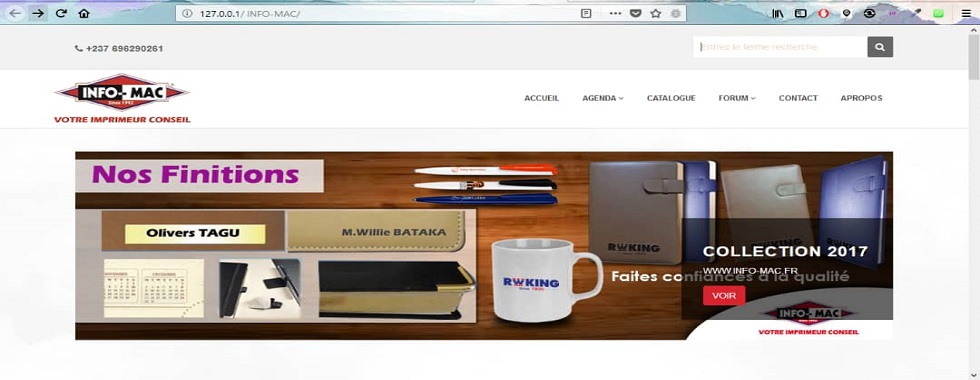 127.0.0.1/INFO-MAC/
+237 696290261
Entrez le terme recherche
INFO-MAC
Since 1992
VOTRE IMPRIMEUR CONSEIL
ACCUEIL AGENDA CATALOGUE FORUM CONTACT APROPOS
Nos Finitions
Olivers TAGU
M.Willie BATAKA
RWKING
RWKING
COLLECTION 2017
WWW.INFO-MAC.FR
Faites confiances à la qualité
VOIR
INFO-MAC
VOTRE IMPRIMEUR CONSEIL